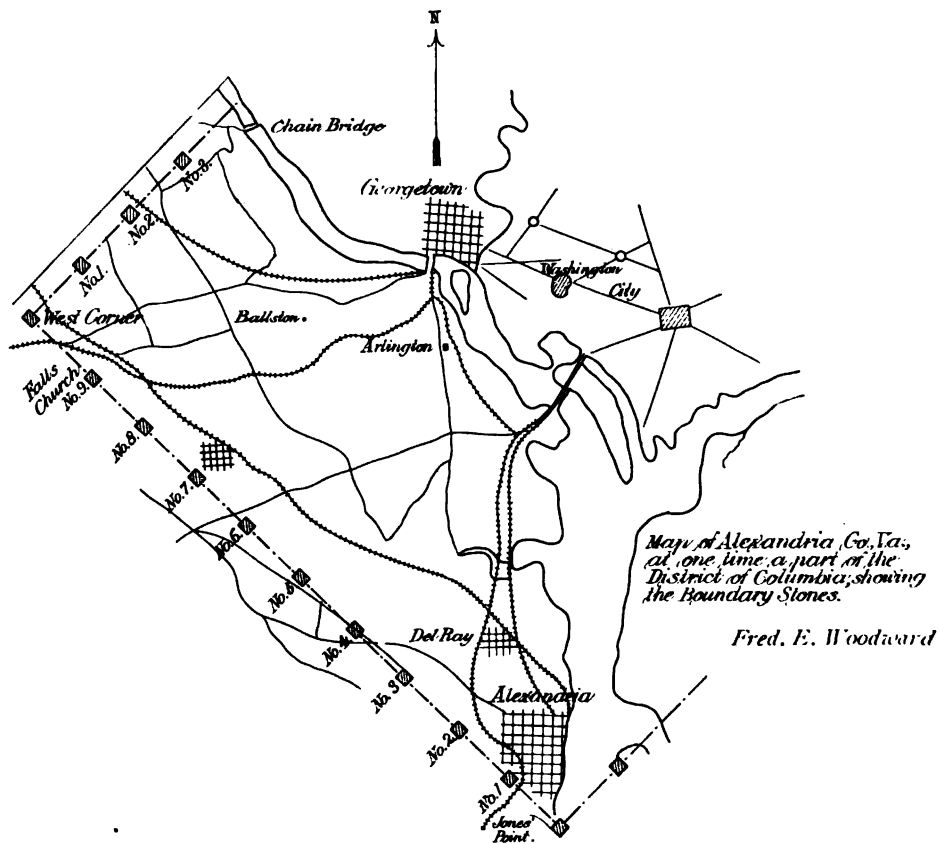 N
Chain Bridge
Georgetown
No. 3.
No. 2
No. 1.
Washington
City
West Corner
Ballston.
Arlington
Falls
Church
No. 9.
No. 8.
No. 7.
No. 6.
No. 5
No. 4.
No. 3
No. 2
No. 1
Map of Alexandria Co., Va.,
at one time a part of the
District of Columbia, showing
the Boundary Stones.
Fred. E. Woodward
Del Ray
Alexandria
Jones'
Point.